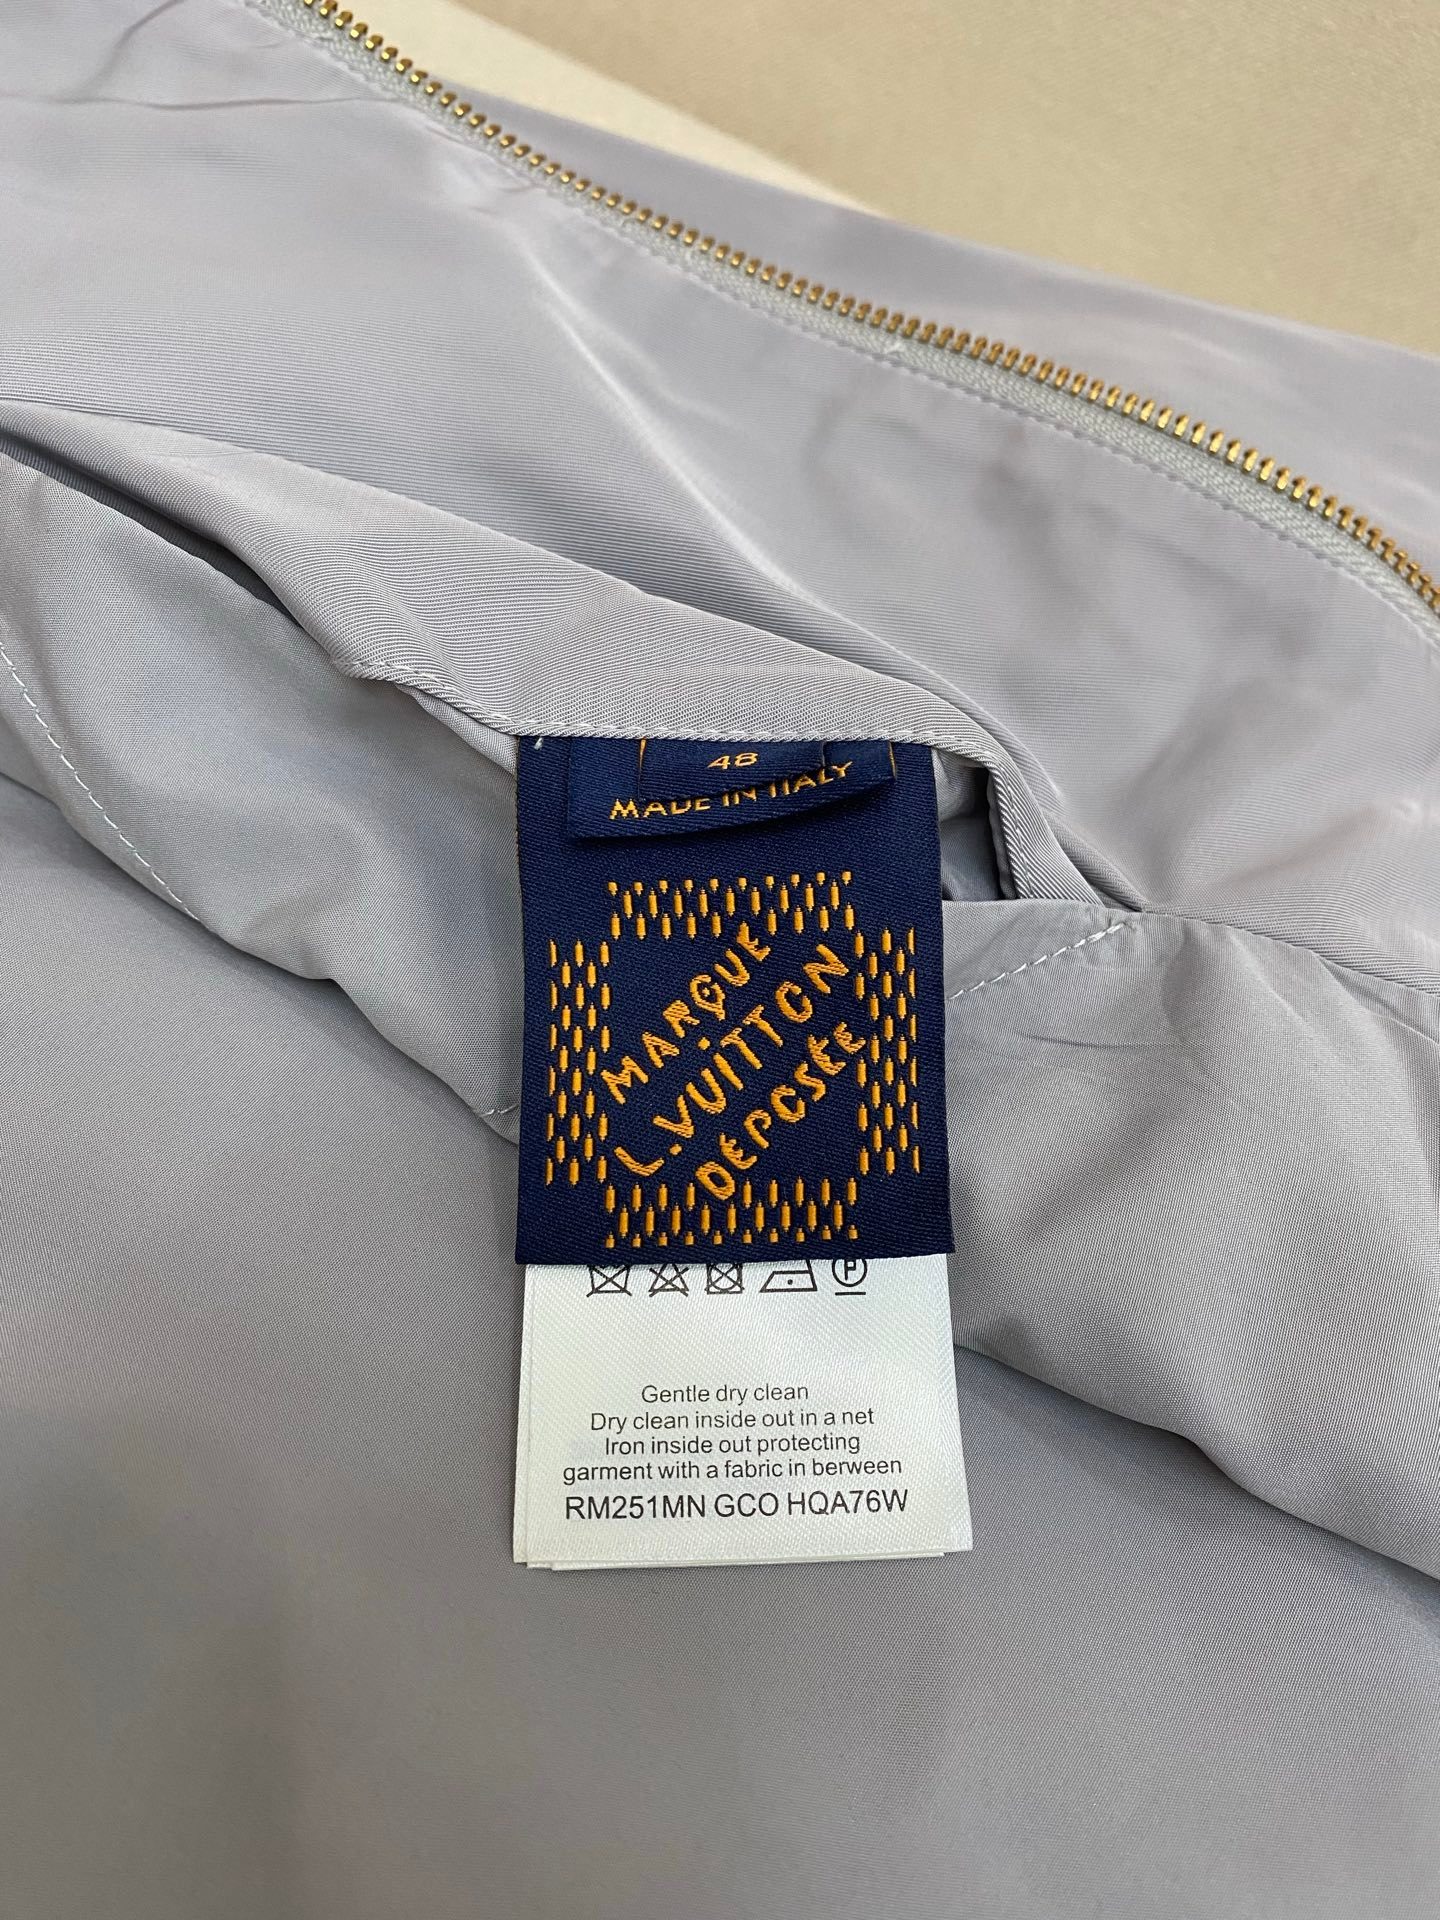 48
MADE IN ITALY
MARQUE
L.VUITTON
DÉPOSÉE
P
Gentle dry clean
Dry clean inside out in a net
Iron inside out protecting
garment with a fabric in berween
RM251MN GCO HQA76W